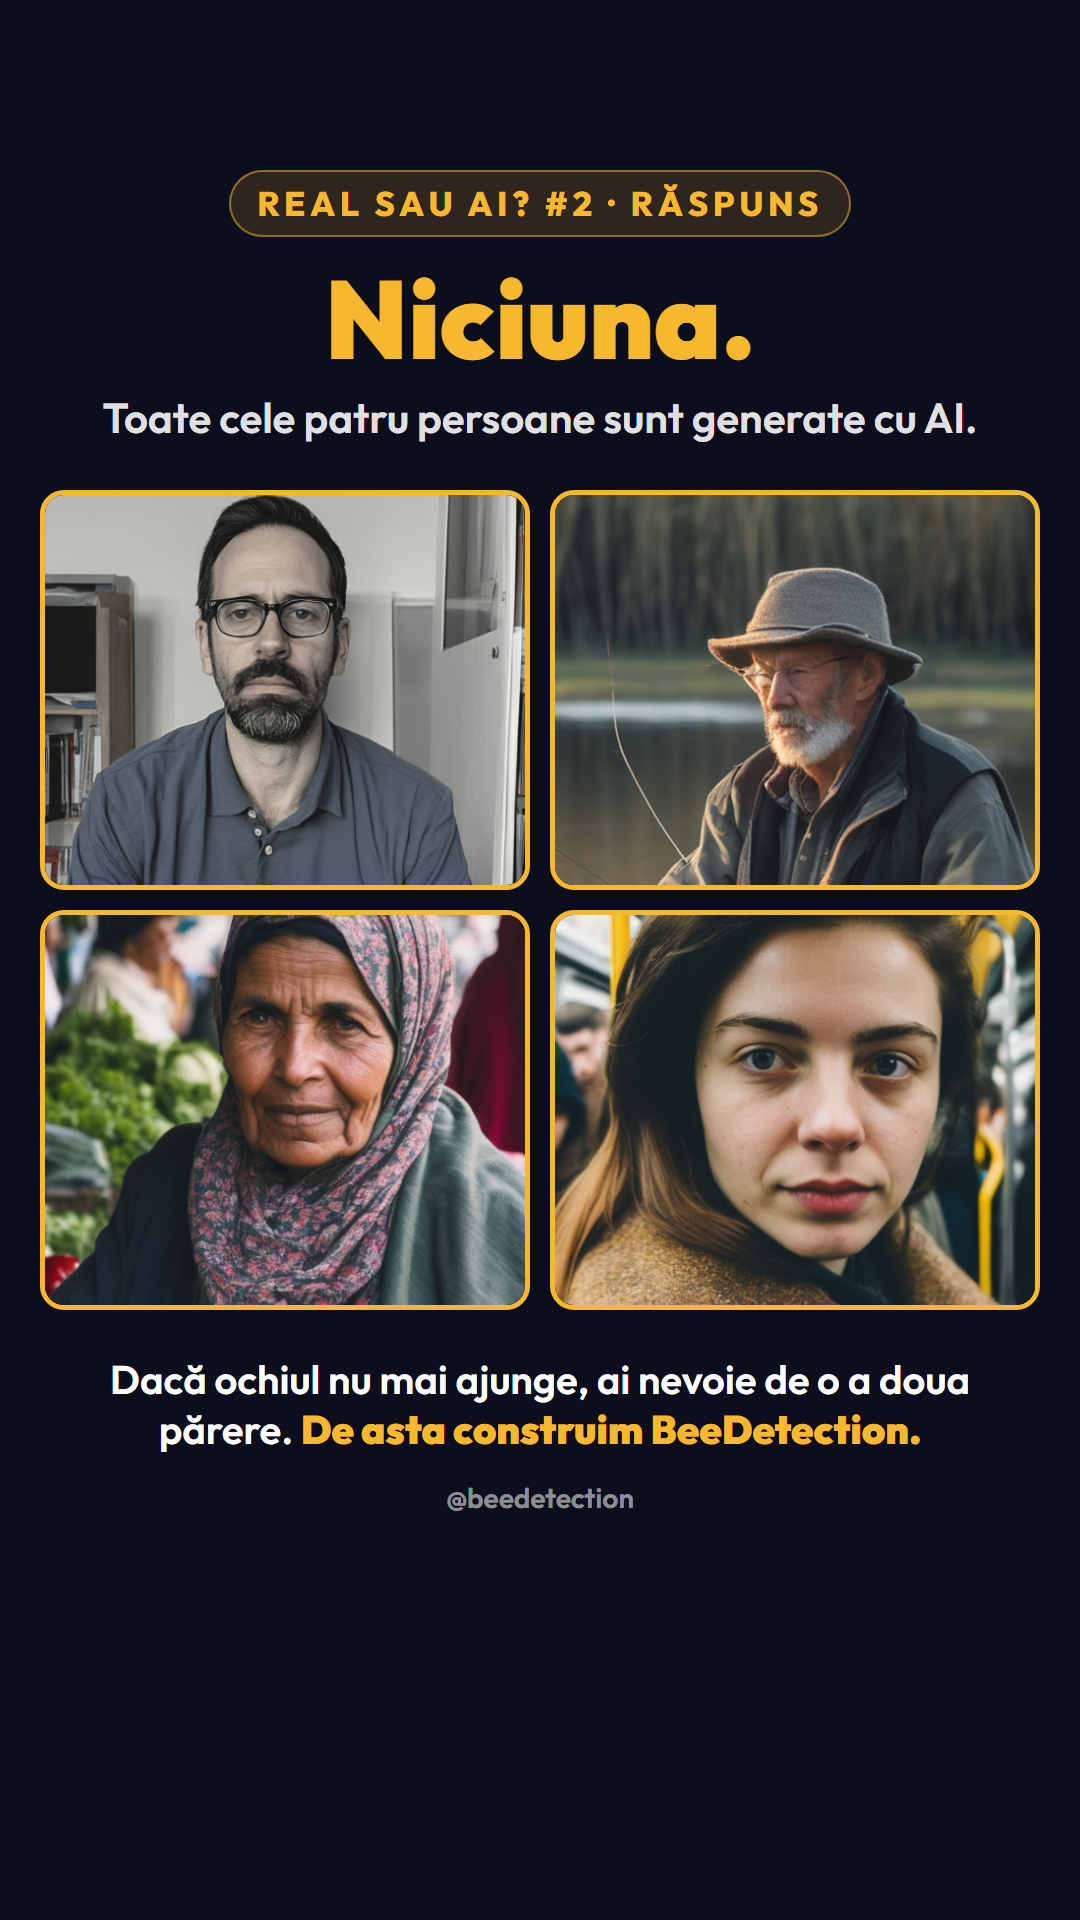 REAL SAU AI? #2 · RĂSPUNS
Niciuna.
Toate cele patru persoane sunt generate cu AI.
Dacă ochiul nu mai ajunge, ai nevoie de o a doua
părere. De asta construim BeeDetection.
@beedetection